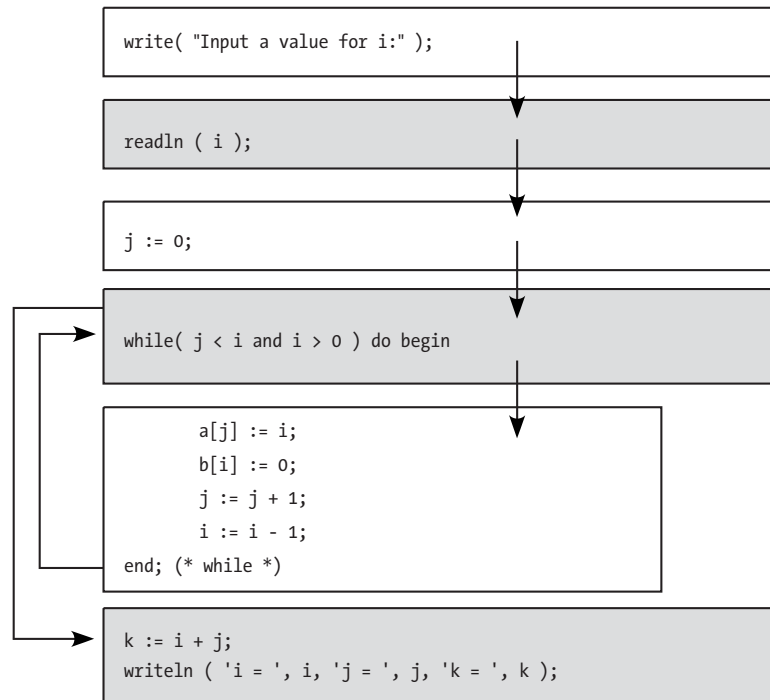 write( "Input a value for i:" );
readln ( i );
j := 0;
while( j < i and i > 0 ) do begin
a[j] := i;
b[i] := 0;
j := j + 1;
i := i - 1;
end; (* while *)
k := i + j;
writeln ( 'i = ', i, 'j = ', j, 'k = ', k );